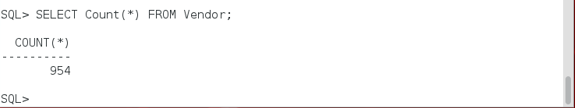 SQL> SELECT Count(*) FROM Vendor;
COUNT(*)
----------
954
SQL>